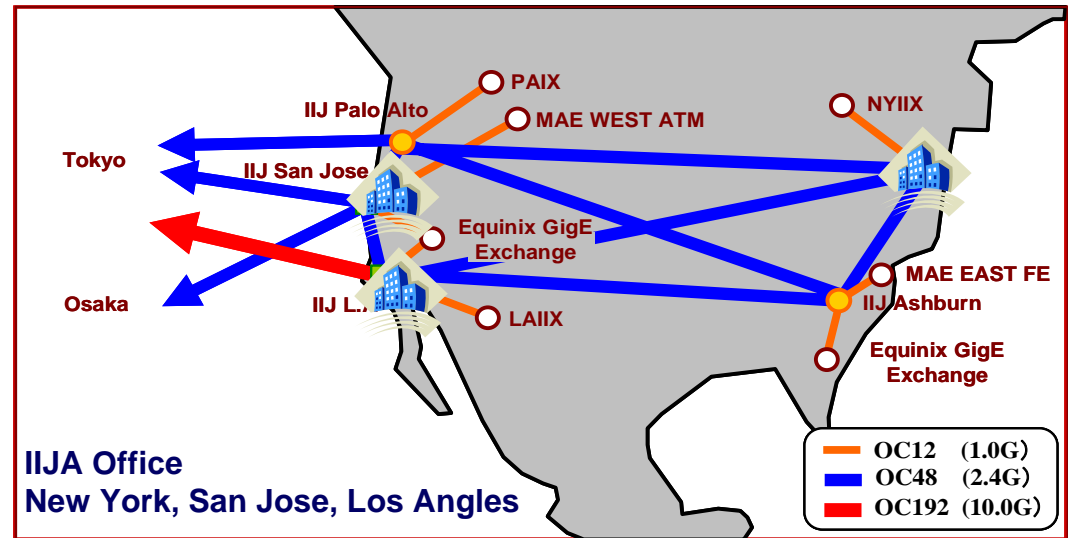 PAIX
IIJ Palo Alto
MAE WEST ATM
NYIIX
Tokyo
IIJ San Jose
Equinix GigE
Exchange
MAE EAST FE
Osaka
IIJ
IIJ Ashburn
LAIIX
Equinix GigE
Exchange
IIJA Office
New York, San Jose, Los Angles
OC12 (1.0G)
OC48 (2.4G)
OC192 (10.0G)